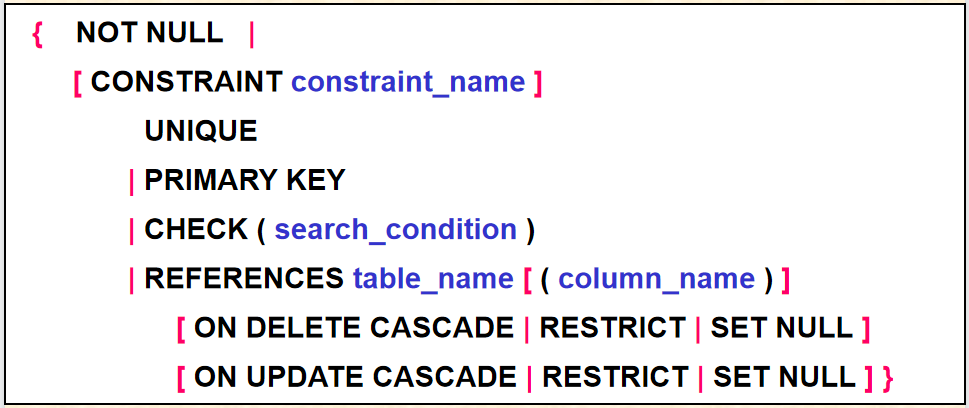 { NOT NULL |
[ CONSTRAINT constraint_name ]
UNIQUE
| PRIMARY KEY
| CHECK ( search_condition )
| REFERENCES table_name [ ( column_name ) ]
[ ON DELETE CASCADE | RESTRICT | SET NULL ]
[ ON UPDATE CASCADE | RESTRICT | SET NULL ] }